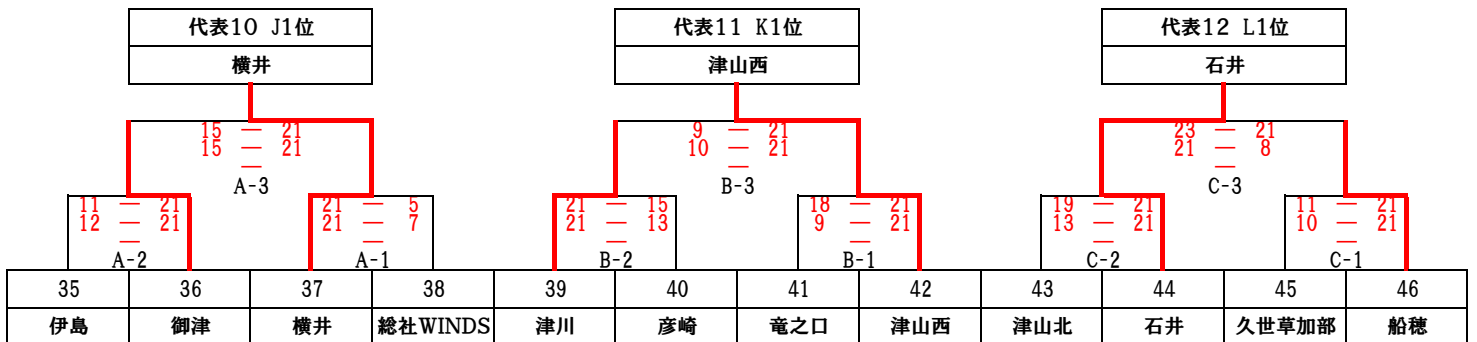 代表10 J1位
代表11 K1位
代表12 L1位
横井
津山西
石井
15 — 21
9 — 21
23 — 21
15 — 21
10 — 21
21 — 8
—
—
—
A-3
B-3
C-3
11 — 21
21 — 5
21 — 15
18 — 21
19 — 21
11 — 21
12 — 21
21 — 7
21 — 13
9 — 21
13 — 21
10 — 21
—
—
—
—
—
—
A-2
A-1
B-2
B-1
C-2
C-1
35 36 37 38 39 40 41 42 43 44 45 46
伊島 御津 横井 総社WINDS 津川 彦崎 竜之口 津山西 津山北 石井 久世草加部 船穂